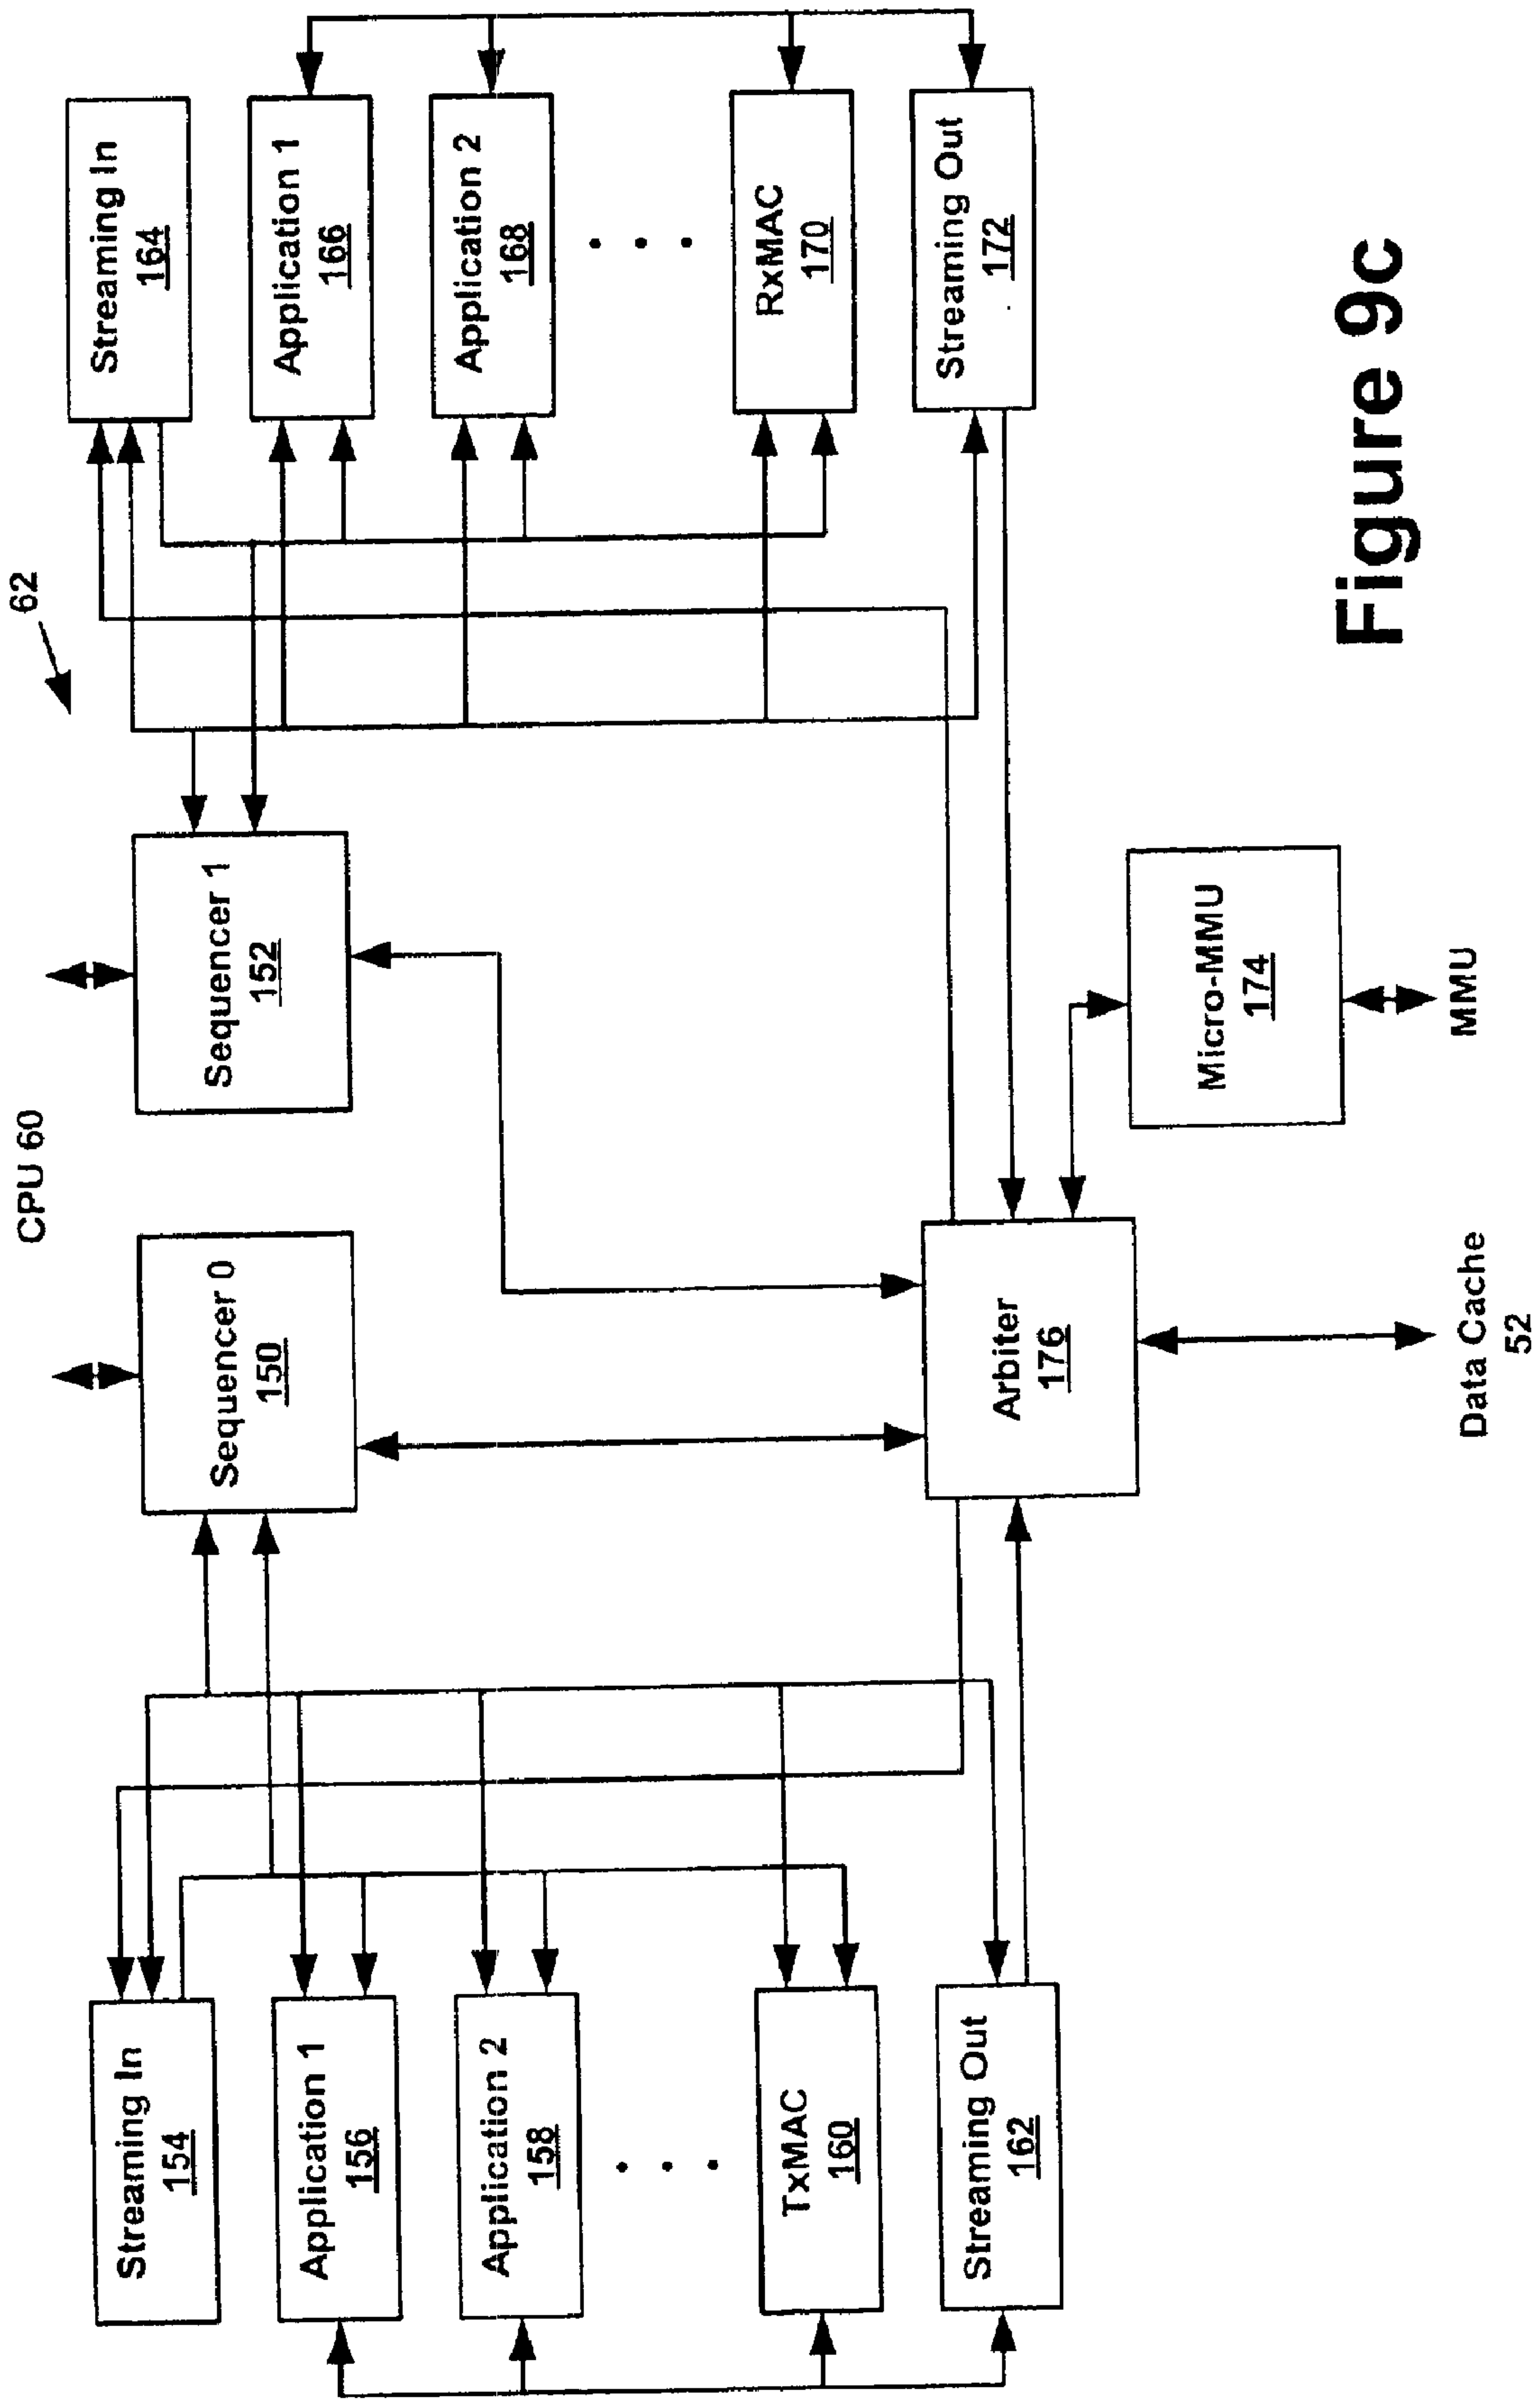 62
CPU 60
Streaming In
154
Application 1
156
Application 2
158
. . .
TxMAC
160
Streaming Out
162
Sequencer 0
150
Sequencer 1
152
Streaming In
164
Application 1
166
Application 2
168
. . .
RxMAC
170
Streaming Out
172
Arbiter
176
Micro-MMU
174
Data Cache
52
MMU
Figure 9c